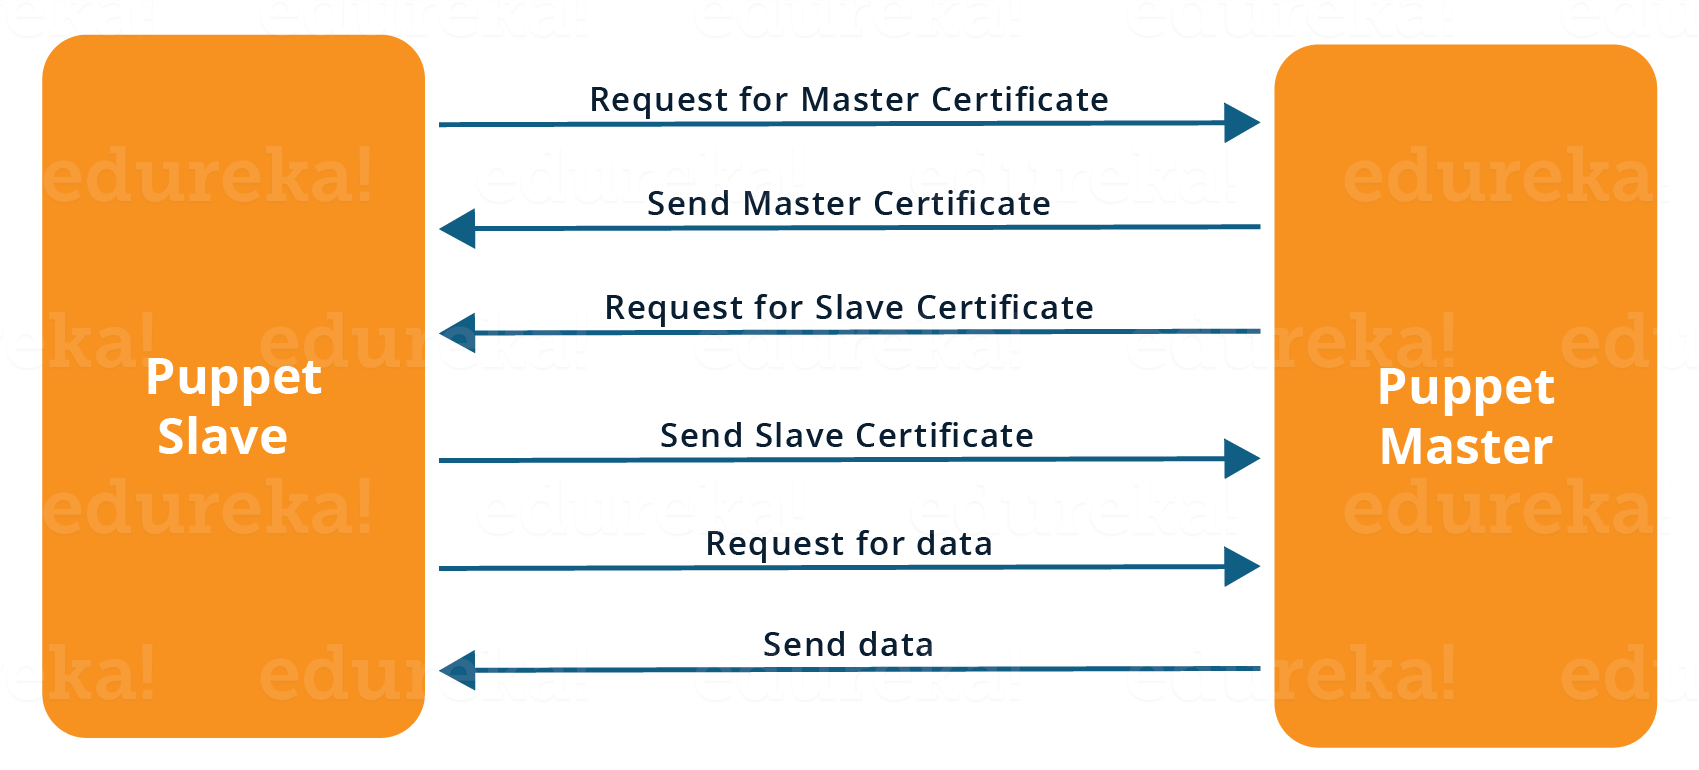 Request for Master Certificate
Send Master Certificate
Request for Slave Certificate
Puppet
Slave
Puppet
Master
Send Slave Certificate
Request for data
Send data
edureka!